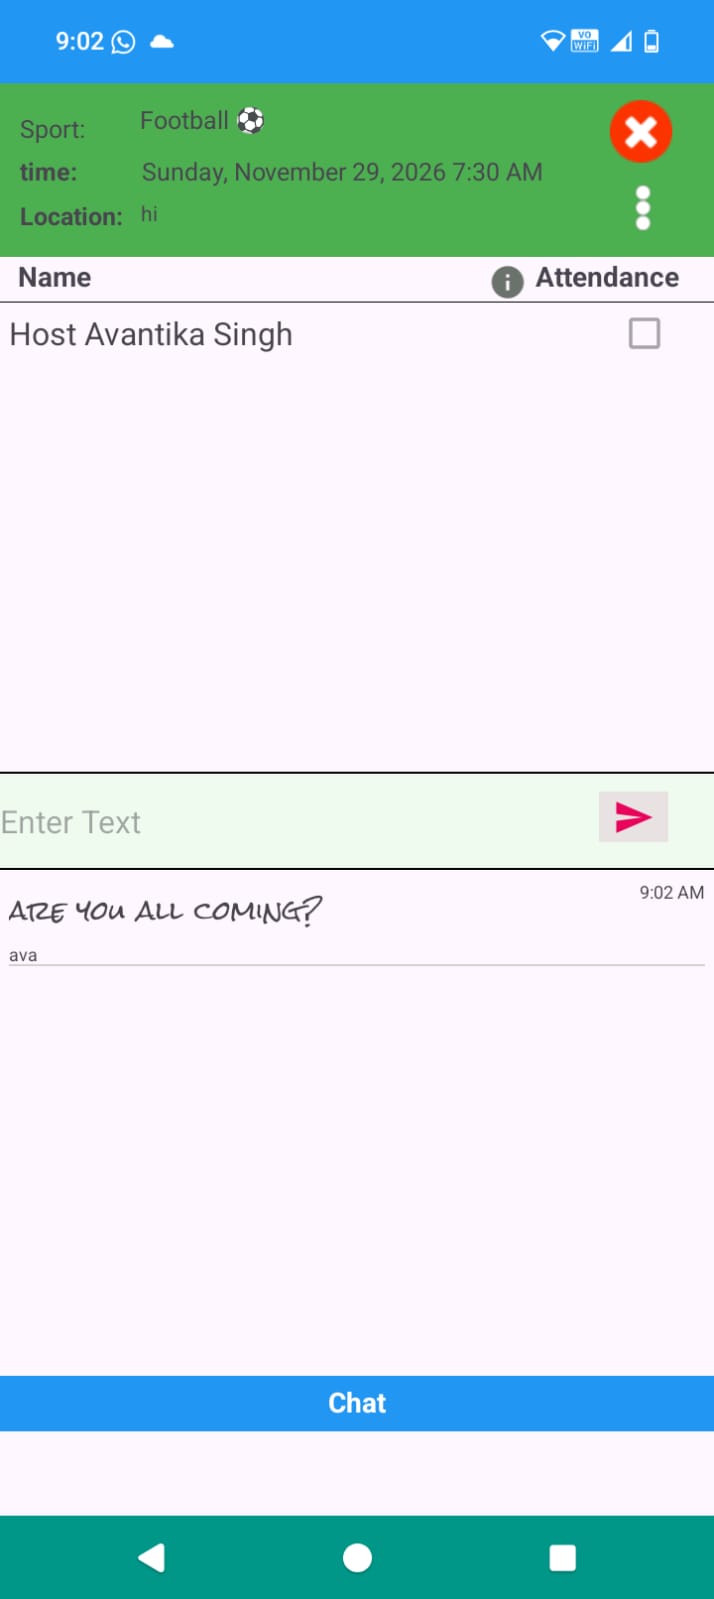 9:02
VO
WiFi
Sport: Football ⚽
time: Sunday, November 29, 2026 7:30 AM
Location: hi
Name i Attendance
Host Avantika Singh
Enter Text
ARE YOU ALL COMING? 9:02 AM
ava
Chat